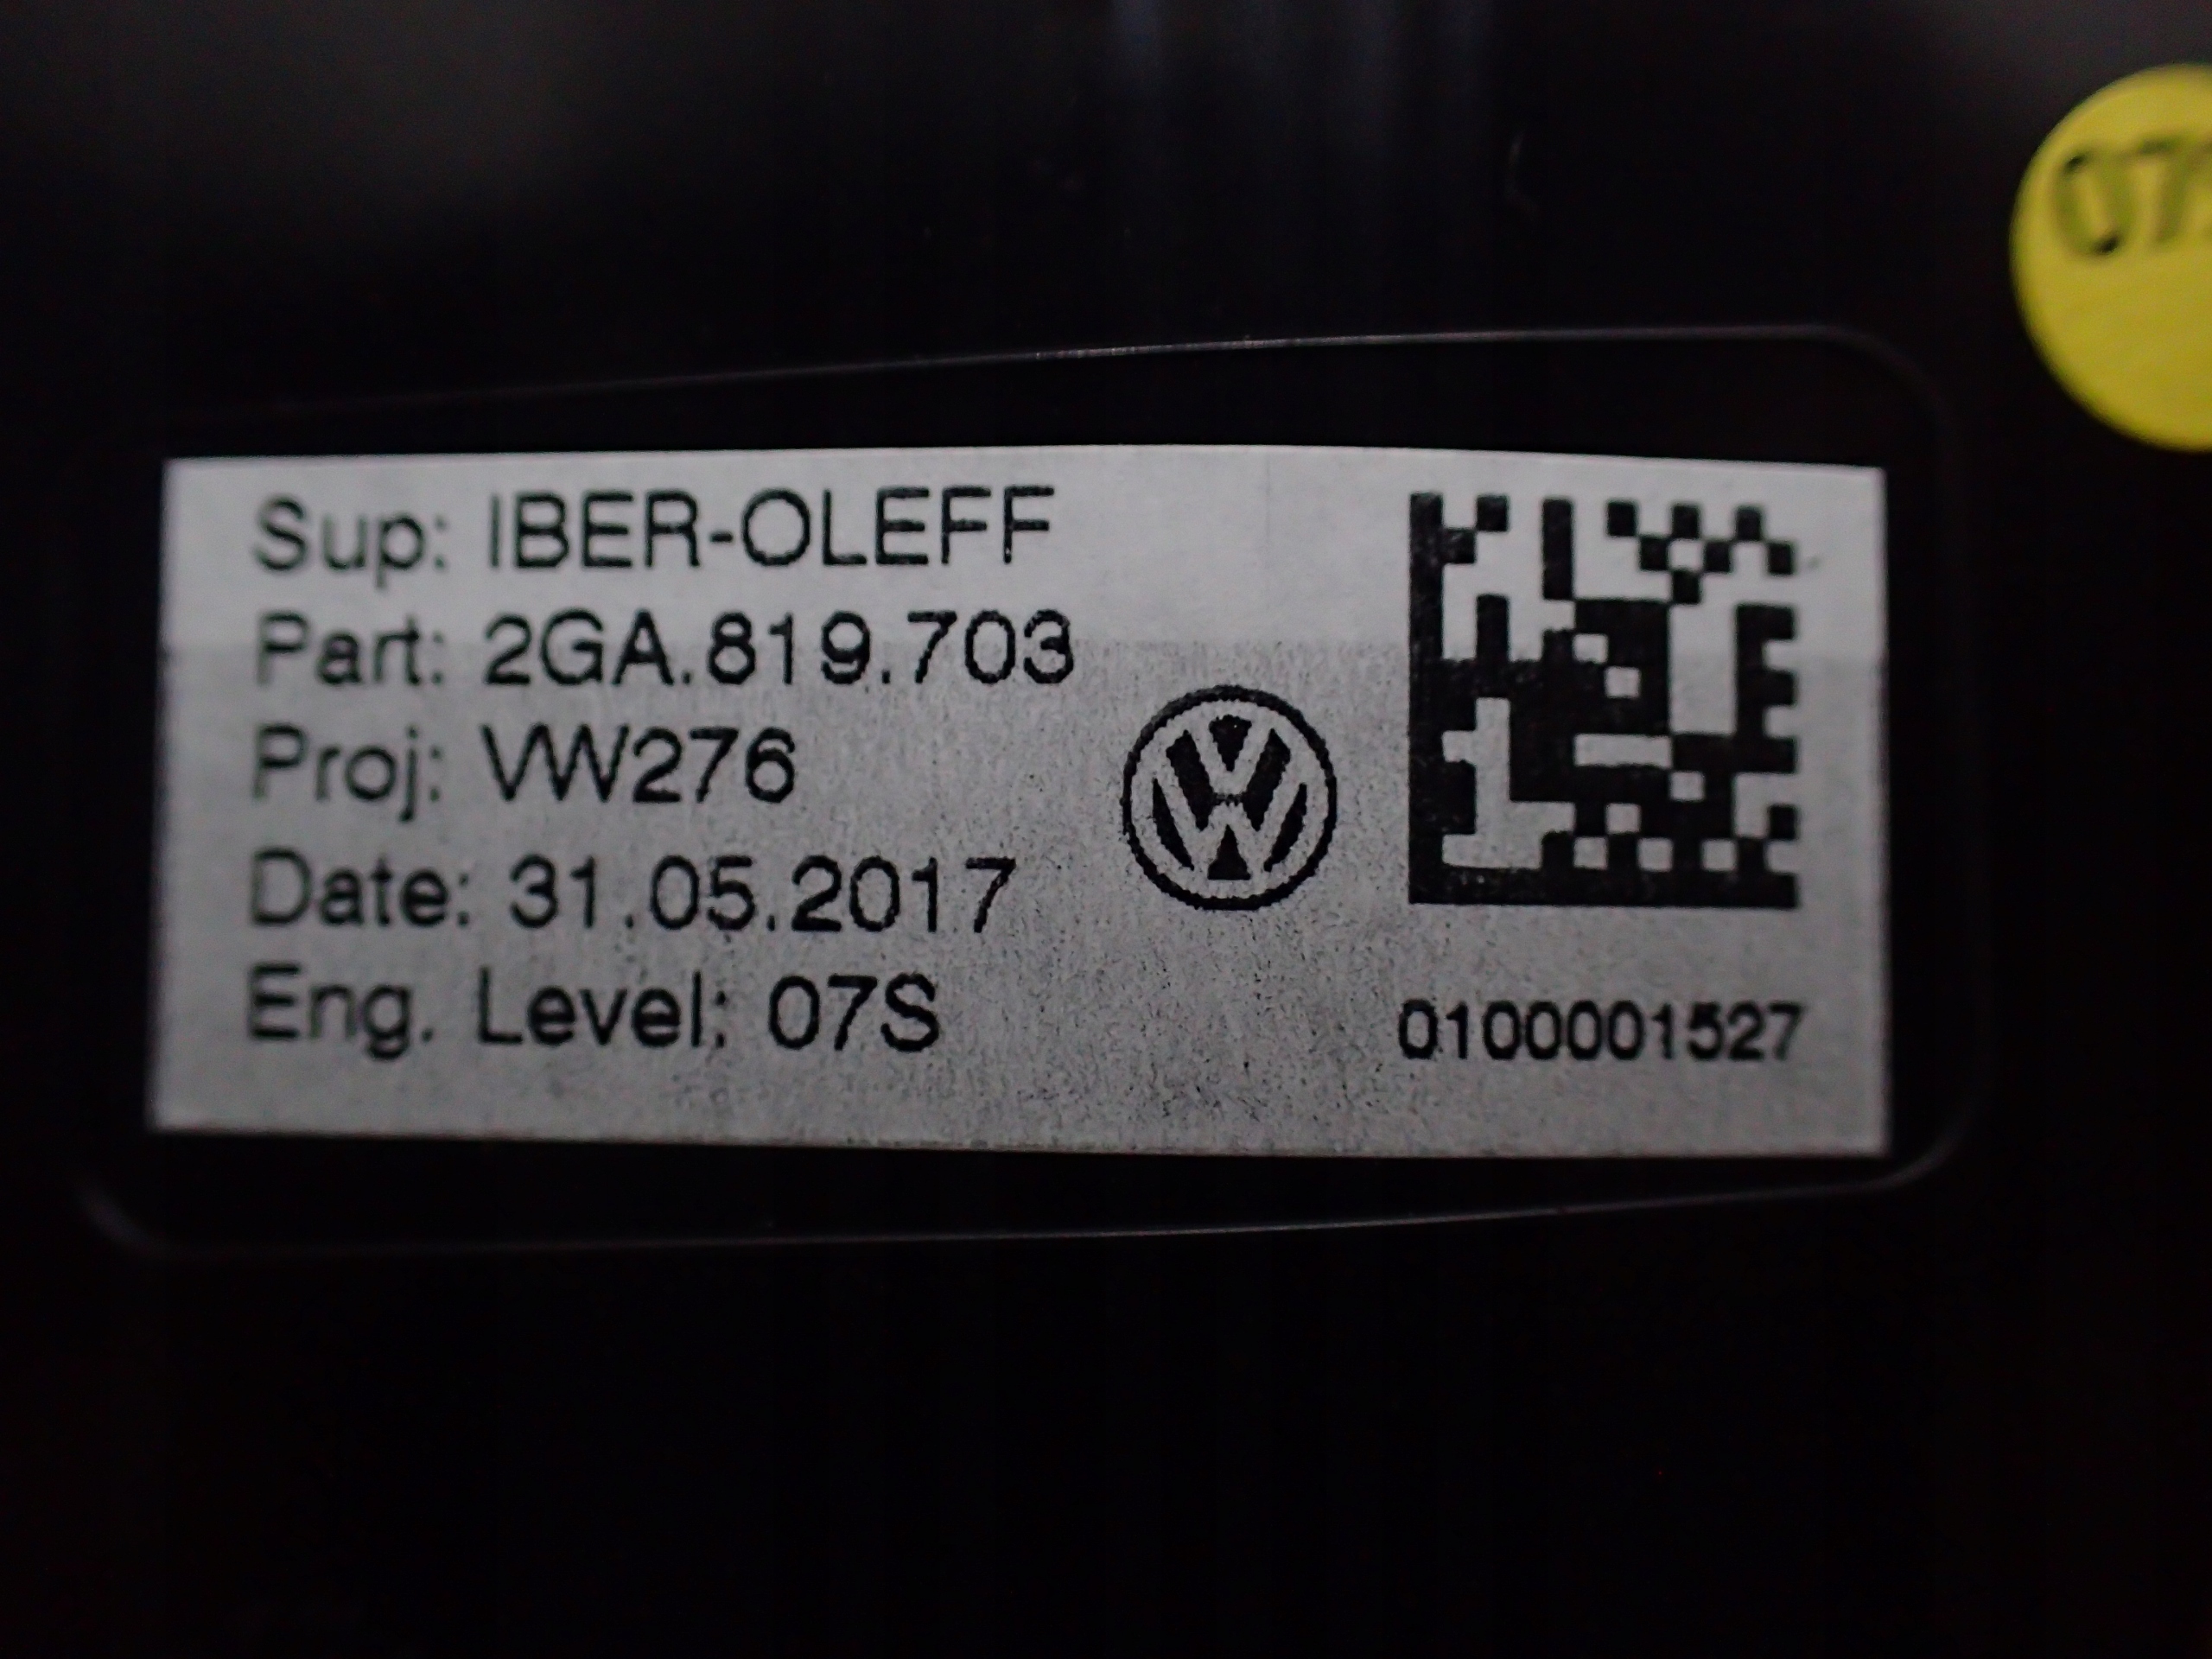 Sup: IBER-OLEFF
Part: 2GA.819.703
Proj: VW276
Date: 31.05.2017
Eng. Level: 07S
0100001527